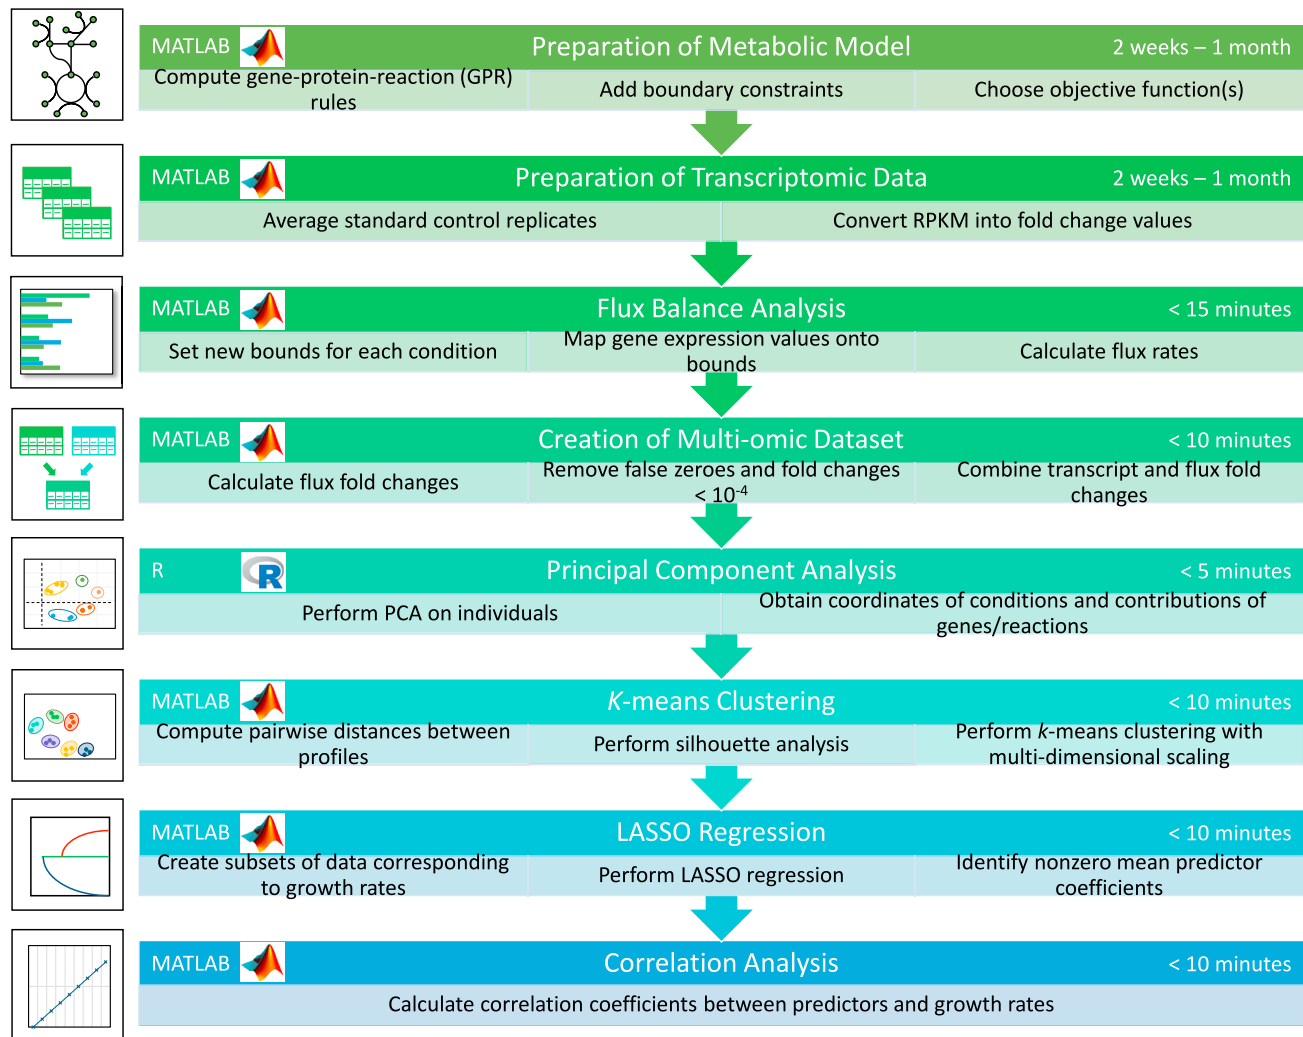 MATLAB Preparation of Metabolic Model 2 weeks – 1 month
Compute gene-protein-reaction (GPR)
rules
Add boundary constraints
Choose objective function(s)
MATLAB Preparation of Transcriptomic Data 2 weeks – 1 month
Average standard control replicates
Convert RPKM into fold change values
MATLAB Flux Balance Analysis < 15 minutes
Set new bounds for each condition
Map gene expression values onto
bounds
Calculate flux rates
MATLAB Creation of Multi-omic Dataset < 10 minutes
Calculate flux fold changes
Remove false zeroes and fold changes
< 10⁻⁴
Combine transcript and flux fold
changes
R R Principal Component Analysis < 5 minutes
Perform PCA on individuals
Obtain coordinates of conditions and contributions of
genes/reactions
MATLAB K-means Clustering < 10 minutes
Compute pairwise distances between
profiles
Perform silhouette analysis
Perform k-means clustering with
multi-dimensional scaling
MATLAB LASSO Regression < 10 minutes
Create subsets of data corresponding
to growth rates
Perform LASSO regression
Identify nonzero mean predictor
coefficients
MATLAB Correlation Analysis < 10 minutes
Calculate correlation coefficients between predictors and growth rates